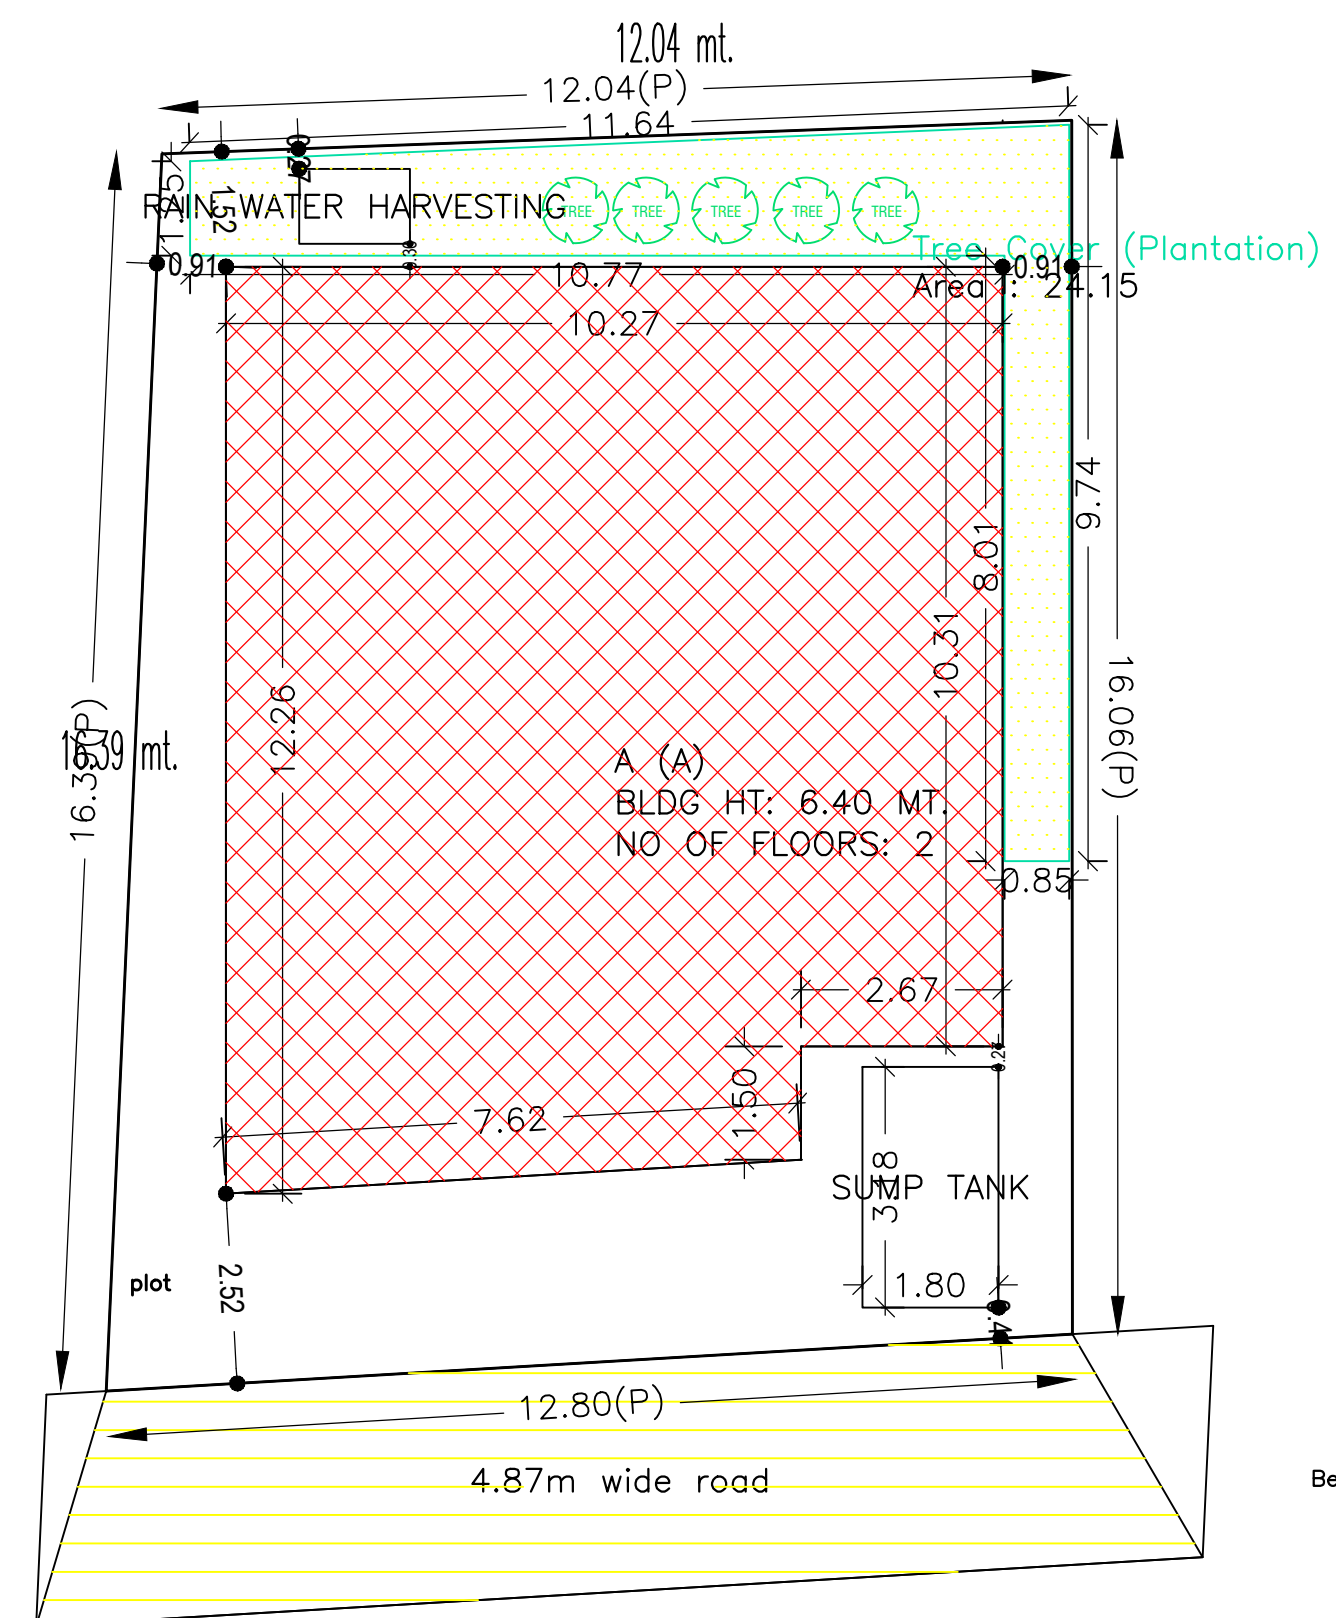 12.04 mt.
12.04(P)
11.64
1.52
RAIN WATER HARVESTING
TREE
TREE
TREE
TREE
TREE
Tree Cover (Plantation)
0.91
0.91
Area : 24.15
10.77
10.27
9.74
8.01
10.31
16.06(P)
12.26
16.39 mt.
16.39(P)
A (A)
BLDG HT: 6.40 MT.
NO OF FLOORS: 2
0.85
2.67
1.50
7.62
3.18
SUMP TANK
1.80
2.52
plot
12.80(P)
4.87m wide road
Be